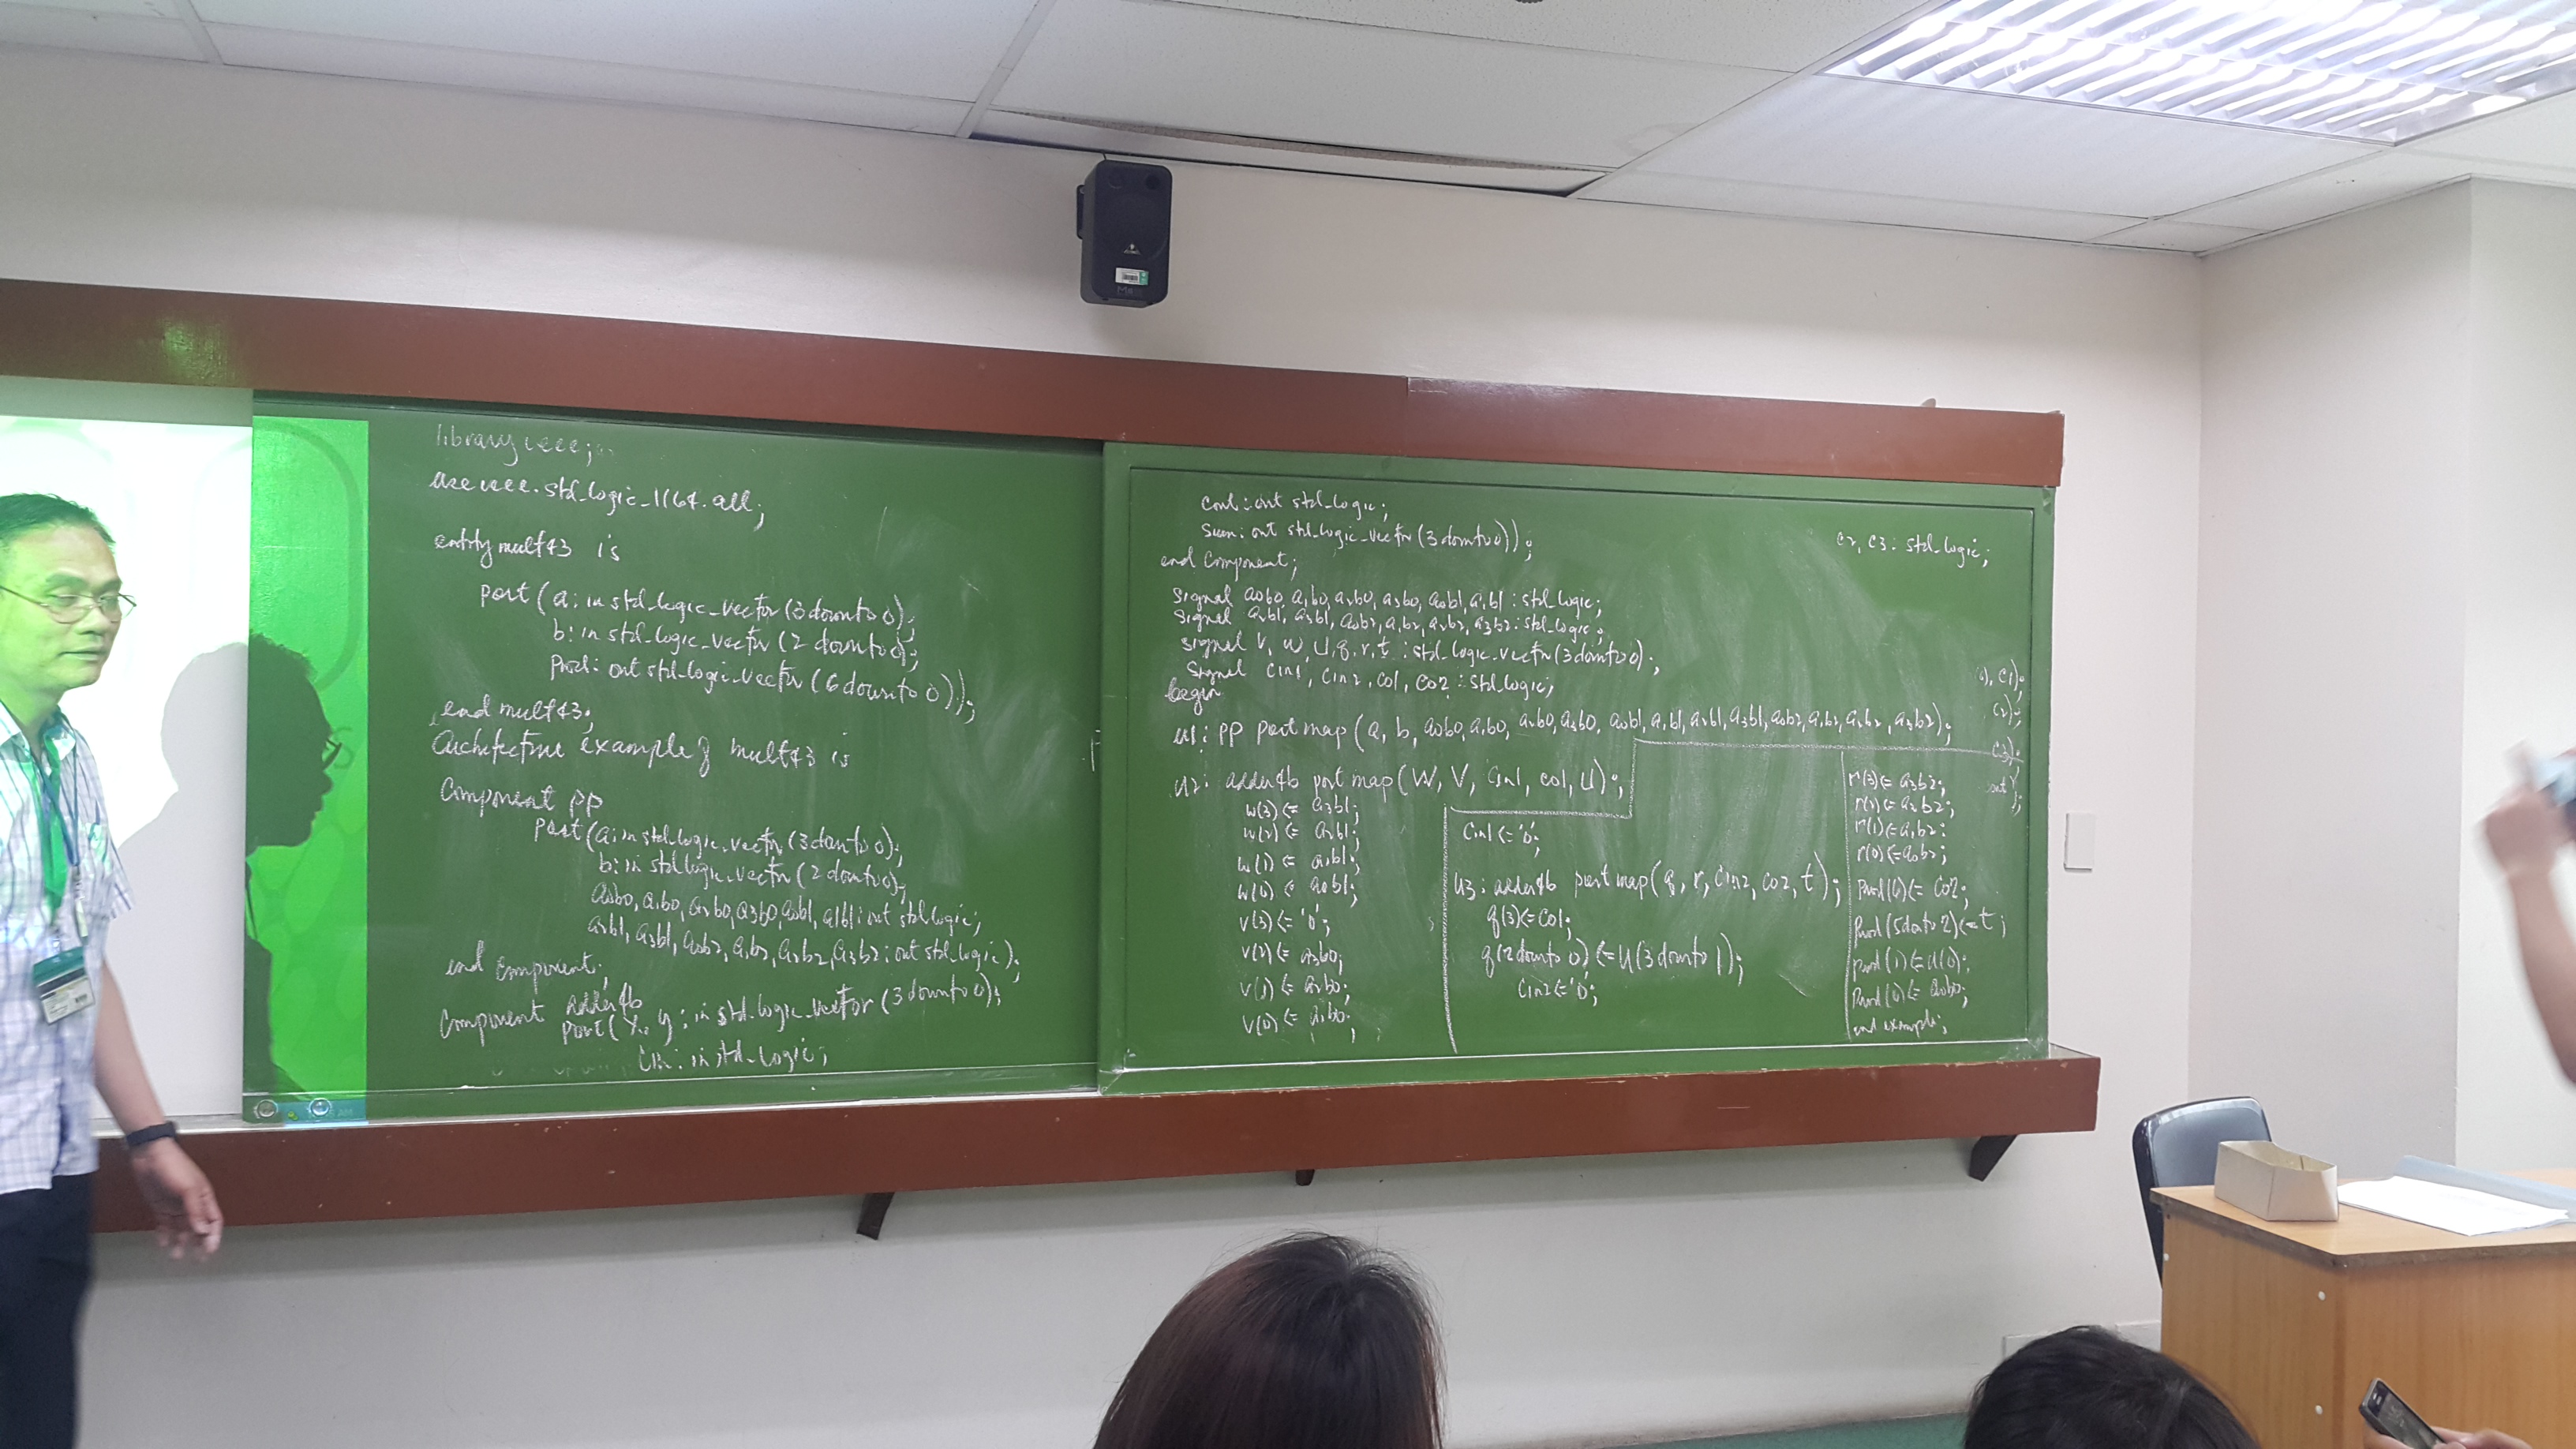 library ieee;
use ieee.std_logic_1164.all;
entity mult43 is
port(a: in std_logic_vector(3 downto 0);
b: in std_logic_vector(2 downto 0);
prod: out std_logic_vector(6 downto 0));
end mult43;
Architecture example of mult43 is
Component pp
port(a: in std_logic_vector(3 downto 0);
b: in std_logic_vector(2 downto 0);
a0b0, a1b0, a2b0, a3b0, a0b1, a1b1: out std_logic;
a2b1, a3b1, a0b2, a1b2, a2b2, a3b2: out std_logic);
end component;
Component adder4b
port(x, y: in std_logic_vector(3 downto 0);
cin: in std_logic;
cout: out std_logic;
sum: out std_logic_vector(3 downto 0));
end component;
signal a0b0, a1b0, a2b0, a3b0, a0b1, a1b1: std_logic;
signal a2b1, a3b1, a0b2, a1b2, a2b2, a3b2: std_logic;
signal v, w, u, q, r, t: std_logic_vector(3 downto 0);
signal cin1, cin2, co1, co2: std_logic;
begin
u1: pp port map(a, b, a0b0, a1b0, a2b0, a3b0, a0b1, a1b1, a2b1, a3b1, a0b2, a1b2, a2b2, a3b2);
u2: adder4b port map(w, v, cin1, co1, u);
w(3) <= a3b1;
w(2) <= a2b1;
w(1) <= a1b1;
w(0) <= a0b1;
v(3) <= '0';
v(2) <= a3b0;
v(1) <= a2b0;
v(0) <= a1b0;
cin1 <= '0';
u3: adder4b port map(q, r, cin2, co2, t);
q(3) <= co1;
q(2 downto 0) <= u(3 downto 1);
cin2 <= '0';
r(3) <= a3b2;
r(2) <= a2b2;
r(1) <= a1b2;
r(0) <= a0b2;
prod(6) <= co2;
prod(5 downto 2) <= t;
prod(1) <= u(0);
prod(0) <= a0b0;
end example;
c2, c3: std_logic;
c1);
c2);
c3);
out);